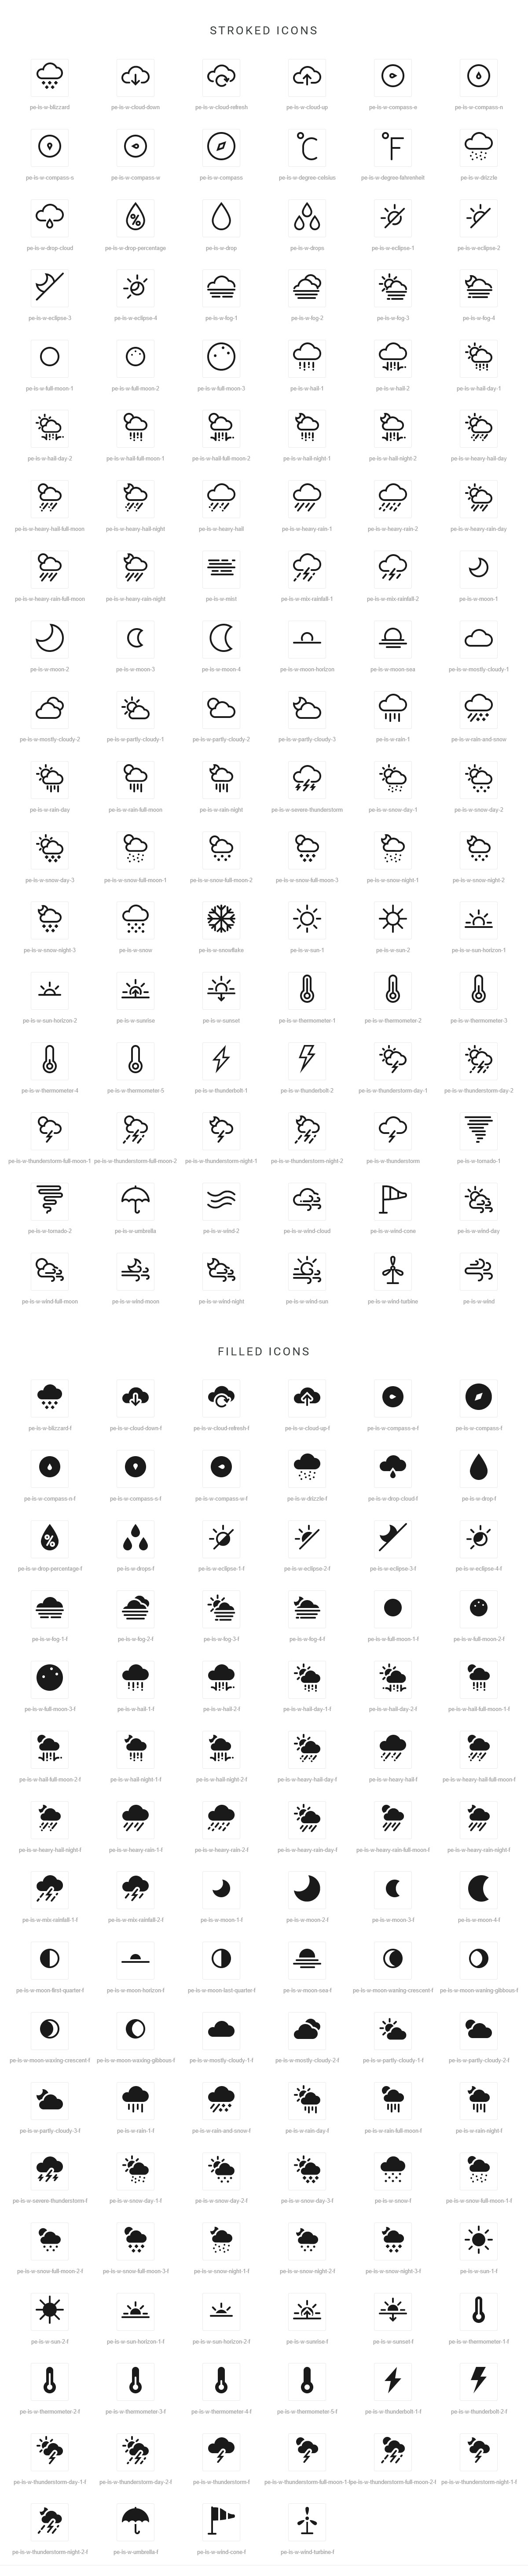 STROKED ICONS
pe-is-w-blizzard pe-is-w-cloud-down pe-is-w-cloud-refresh pe-is-w-cloud-up pe-is-w-compass-e pe-is-w-compass-n
pe-is-w-compass-s pe-is-w-compass-w pe-is-w-compass pe-is-w-degree-celsius pe-is-w-degree-fahrenheit pe-is-w-drizzle
pe-is-w-drop-cloud pe-is-w-drop-percentage pe-is-w-drop pe-is-w-drops pe-is-w-eclipse-1 pe-is-w-eclipse-2
pe-is-w-eclipse-3 pe-is-w-eclipse-4 pe-is-w-fog-1 pe-is-w-fog-2 pe-is-w-fog-3 pe-is-w-fog-4
pe-is-w-full-moon-1 pe-is-w-full-moon-2 pe-is-w-full-moon-3 pe-is-w-hail-1 pe-is-w-hail-2 pe-is-w-hail-day-1
pe-is-w-hail-day-2 pe-is-w-hail-full-moon-1 pe-is-w-hail-full-moon-2 pe-is-w-hail-night-1 pe-is-w-hail-night-2 pe-is-w-heavy-hail-day
pe-is-w-heavy-hail-full-moon pe-is-w-heavy-hail-night pe-is-w-heavy-hail pe-is-w-heavy-rain-1 pe-is-w-heavy-rain-2 pe-is-w-heavy-rain-day
pe-is-w-heavy-rain-full-moon pe-is-w-heavy-rain-night pe-is-w-mist pe-is-w-mix-rainfall-1 pe-is-w-mix-rainfall-2 pe-is-w-moon-1
pe-is-w-moon-2 pe-is-w-moon-3 pe-is-w-moon-4 pe-is-w-moon-horizon pe-is-w-moon-sea pe-is-w-mostly-cloudy-1
pe-is-w-mostly-cloudy-2 pe-is-w-partly-cloudy-1 pe-is-w-partly-cloudy-2 pe-is-w-partly-cloudy-3 pe-is-w-rain-1 pe-is-w-rain-and-snow
pe-is-w-rain-day pe-is-w-rain-full-moon pe-is-w-rain-night pe-is-w-severe-thunderstorm pe-is-w-snow-day-1 pe-is-w-snow-day-2
pe-is-w-snow-day-3 pe-is-w-snow-full-moon-1 pe-is-w-snow-full-moon-2 pe-is-w-snow-full-moon-3 pe-is-w-snow-night-1 pe-is-w-snow-night-2
pe-is-w-snow-night-3 pe-is-w-snow pe-is-w-snowflake pe-is-w-sun-1 pe-is-w-sun-2 pe-is-w-sun-horizon-1
pe-is-w-sun-horizon-2 pe-is-w-sunrise pe-is-w-sunset pe-is-w-thermometer-1 pe-is-w-thermometer-2 pe-is-w-thermometer-3
pe-is-w-thermometer-4 pe-is-w-thermometer-5 pe-is-w-thunderbolt-1 pe-is-w-thunderbolt-2 pe-is-w-thunderstorm-day-1 pe-is-w-thunderstorm-day-2
pe-is-w-thunderstorm-full-moon-1 pe-is-w-thunderstorm-full-moon-2 pe-is-w-thunderstorm-night-1 pe-is-w-thunderstorm-night-2 pe-is-w-thunderstorm pe-is-w-tornado-1
pe-is-w-tornado-2 pe-is-w-umbrella pe-is-w-wind-2 pe-is-w-wind-cloud pe-is-w-wind-cone pe-is-w-wind-day
pe-is-w-wind-full-moon pe-is-w-wind-moon pe-is-w-wind-night pe-is-w-wind-sun pe-is-w-wind-turbine pe-is-w-wind
FILLED ICONS
pe-is-w-blizzard-f pe-is-w-cloud-down-f pe-is-w-cloud-refresh-f pe-is-w-cloud-up-f pe-is-w-compass-e-f pe-is-w-compass-f
pe-is-w-compass-n-f pe-is-w-compass-s-f pe-is-w-compass-w-f pe-is-w-drizzle-f pe-is-w-drop-cloud-f pe-is-w-drop-f
pe-is-w-drop-percentage-f pe-is-w-drops-f pe-is-w-eclipse-1-f pe-is-w-eclipse-2-f pe-is-w-eclipse-3-f pe-is-w-eclipse-4-f
pe-is-w-fog-1-f pe-is-w-fog-2-f pe-is-w-fog-3-f pe-is-w-fog-4-f pe-is-w-full-moon-1-f pe-is-w-full-moon-2-f
pe-is-w-full-moon-3-f pe-is-w-hail-1-f pe-is-w-hail-2-f pe-is-w-hail-day-1-f pe-is-w-hail-day-2-f pe-is-w-hail-full-moon-1-f
pe-is-w-hail-full-moon-2-f pe-is-w-hail-night-1-f pe-is-w-hail-night-2-f pe-is-w-heavy-hail-day-f pe-is-w-heavy-hail-f pe-is-w-heavy-hail-full-moon-f
pe-is-w-heavy-hail-night-f pe-is-w-heavy-rain-1-f pe-is-w-heavy-rain-2-f pe-is-w-heavy-rain-day-f pe-is-w-heavy-rain-full-moon-f pe-is-w-heavy-rain-night-f
pe-is-w-mix-rainfall-1-f pe-is-w-mix-rainfall-2-f pe-is-w-moon-1-f pe-is-w-moon-2-f pe-is-w-moon-3-f pe-is-w-moon-4-f
pe-is-w-moon-first-quarter-f pe-is-w-moon-horizon-f pe-is-w-moon-last-quarter-f pe-is-w-moon-sea-f pe-is-w-moon-waning-crescent-f pe-is-w-moon-waning-gibbous-f
pe-is-w-moon-waxing-crescent-f pe-is-w-moon-waxing-gibbous-f pe-is-w-mostly-cloudy-1-f pe-is-w-mostly-cloudy-2-f pe-is-w-partly-cloudy-1-f pe-is-w-partly-cloudy-2-f
pe-is-w-partly-cloudy-3-f pe-is-w-rain-1-f pe-is-w-rain-and-snow-f pe-is-w-rain-day-f pe-is-w-rain-full-moon-f pe-is-w-rain-night-f
pe-is-w-severe-thunderstorm-f pe-is-w-snow-day-1-f pe-is-w-snow-day-2-f pe-is-w-snow-day-3-f pe-is-w-snow-f pe-is-w-snow-full-moon-1-f
pe-is-w-snow-full-moon-2-f pe-is-w-snow-full-moon-3-f pe-is-w-snow-night-1-f pe-is-w-snow-night-2-f pe-is-w-snow-night-3-f pe-is-w-sun-1-f
pe-is-w-sun-2-f pe-is-w-sun-horizon-1-f pe-is-w-sun-horizon-2-f pe-is-w-sunrise-f pe-is-w-sunset-f pe-is-w-thermometer-1-f
pe-is-w-thermometer-2-f pe-is-w-thermometer-3-f pe-is-w-thermometer-4-f pe-is-w-thermometer-5-f pe-is-w-thunderbolt-1-f pe-is-w-thunderbolt-2-f
pe-is-w-thunderstorm-day-1-f pe-is-w-thunderstorm-day-2-f pe-is-w-thunderstorm-f pe-is-w-thunderstorm-full-moon-1-f pe-is-w-thunderstorm-full-moon-2-f pe-is-w-thunderstorm-night-1-f
pe-is-w-thunderstorm-night-2-f pe-is-w-umbrella-f pe-is-w-wind-cone-f pe-is-w-wind-turbine-f